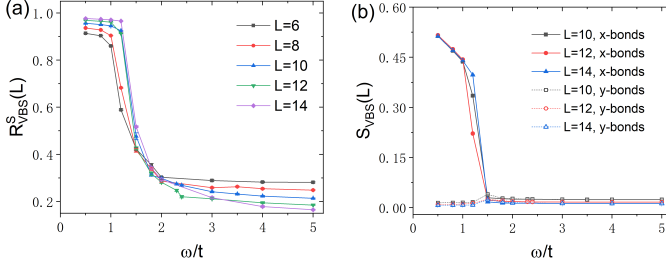 (a)
R^S_VBS(L)
1.0
0.8
0.6
0.4
0.2
0
1
2
3
4
5
ω/t
L=6
L=8
L=10
L=12
L=14
(b)
S_VBS(L)
0.60
0.45
0.30
0.15
0.00
0
1
2
3
4
5
ω/t
L=10, x-bonds
L=12, x-bonds
L=14, x-bonds
L=10, y-bonds
L=12, y-bonds
L=14, y-bonds